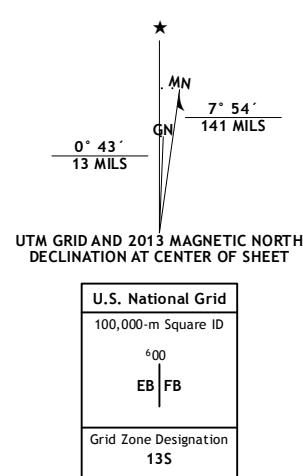 ★
MN
GN
7° 54´
141 MILS
0° 43´
13 MILS
UTM GRID AND 2013 MAGNETIC NORTH
DECLINATION AT CENTER OF SHEET
U.S. National Grid
100,000-m Square ID
⁶00
EB FB
Grid Zone Designation
13S